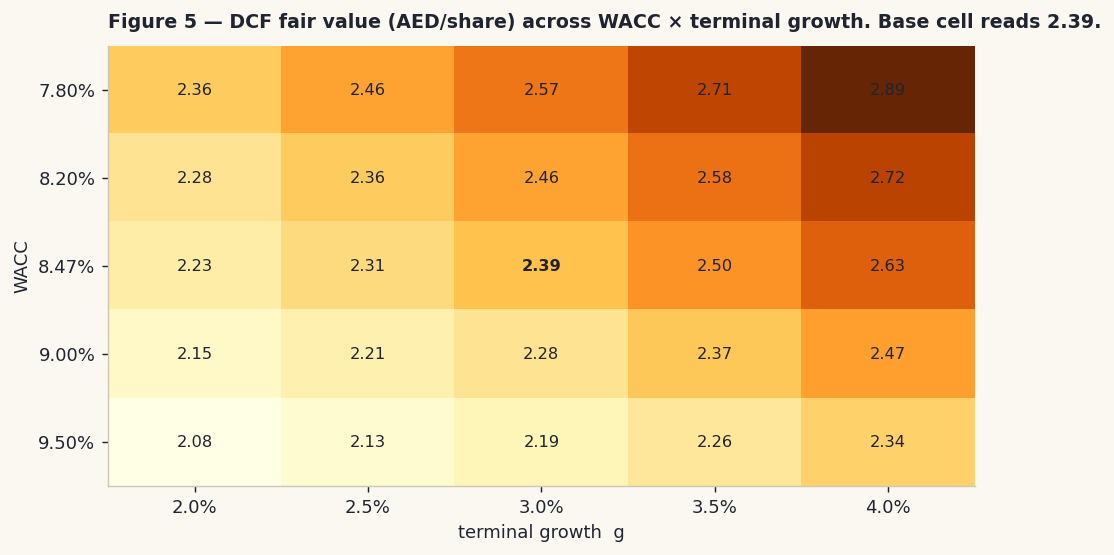 Figure 5 — DCF fair value (AED/share) across WACC × terminal growth. Base cell reads 2.39.
WACC
7.80% 2.36 2.46 2.57 2.71 2.89
8.20% 2.28 2.36 2.46 2.58 2.72
8.47% 2.23 2.31 2.39 2.50 2.63
9.00% 2.15 2.21 2.28 2.37 2.47
9.50% 2.08 2.13 2.19 2.26 2.34
2.0% 2.5% 3.0% 3.5% 4.0%
terminal growth g